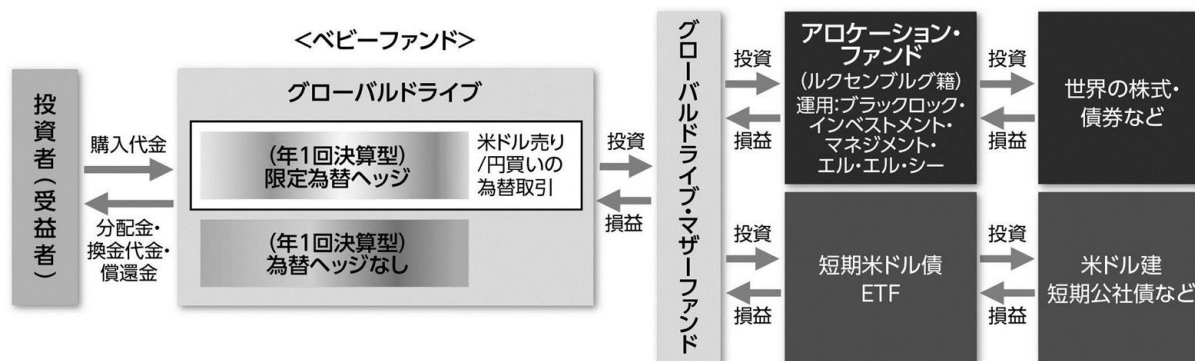 投資者（受益者）
購入代金
分配金・
換金代金・
償還金
<ベビーファンド>
グローバルドライブ
(年1回決算型)
限定為替ヘッジ
米ドル売り
/円買いの
為替取引
(年1回決算型)
為替ヘッジなし
投資
損益
グローバルドライブ・マザーファンド
投資
損益
アロケーション・
ファンド
(ルクセンブルグ籍)
運用:ブラックロック・
インベストメント・
マネジメント・
エル・エル・シー
投資
損益
世界の株式・
債券など
投資
損益
短期米ドル債
ETF
投資
損益
米ドル建
短期公社債など